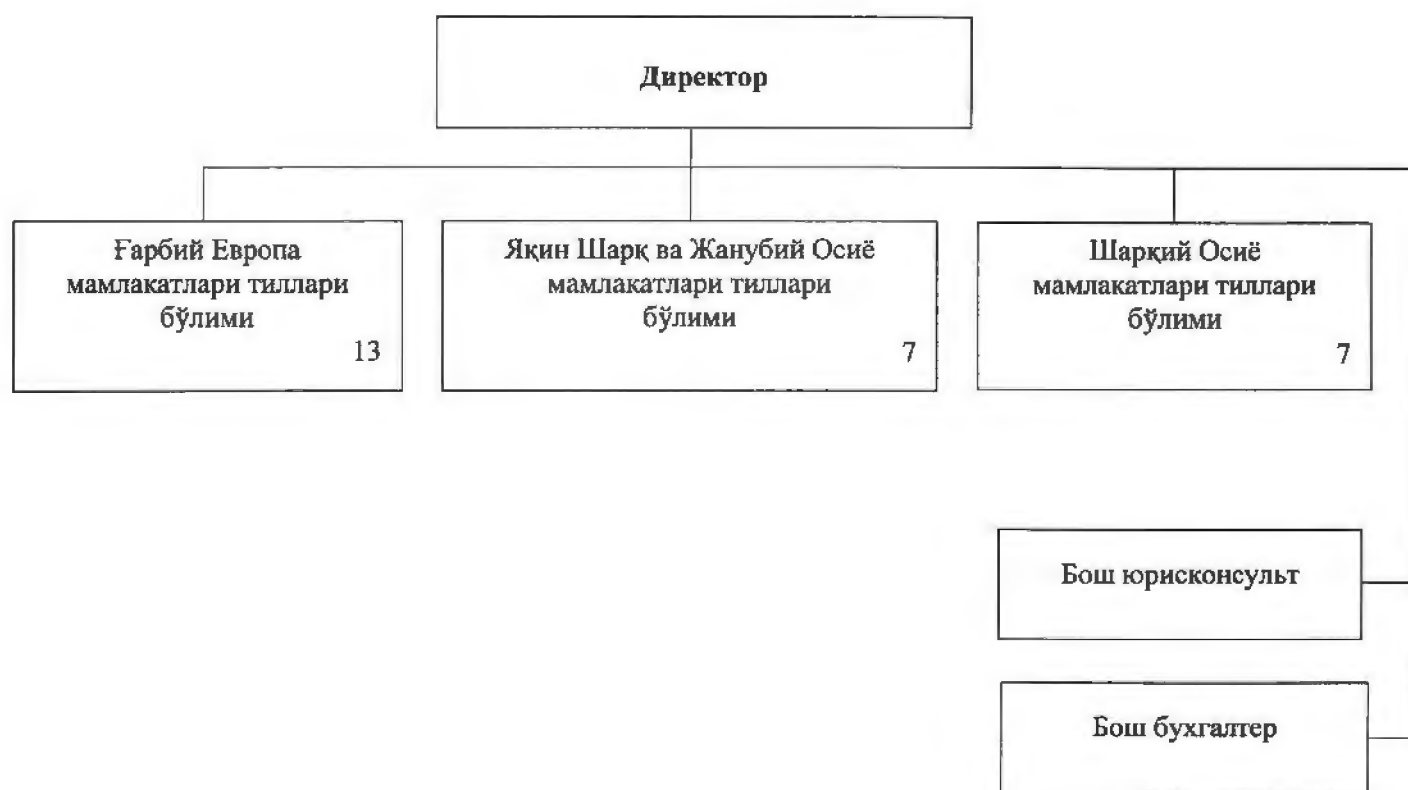 Директор
Ғарбий Европа
мамлакатлари тиллари
бўлими
13
Яқин Шарқ ва Жанубий Осиё
мамлакатлари тиллари
бўлими
7
Шарқий Осиё
мамлакатлари тиллари
бўлими
7
Бош юрисконсульт
Бош бухгалтер